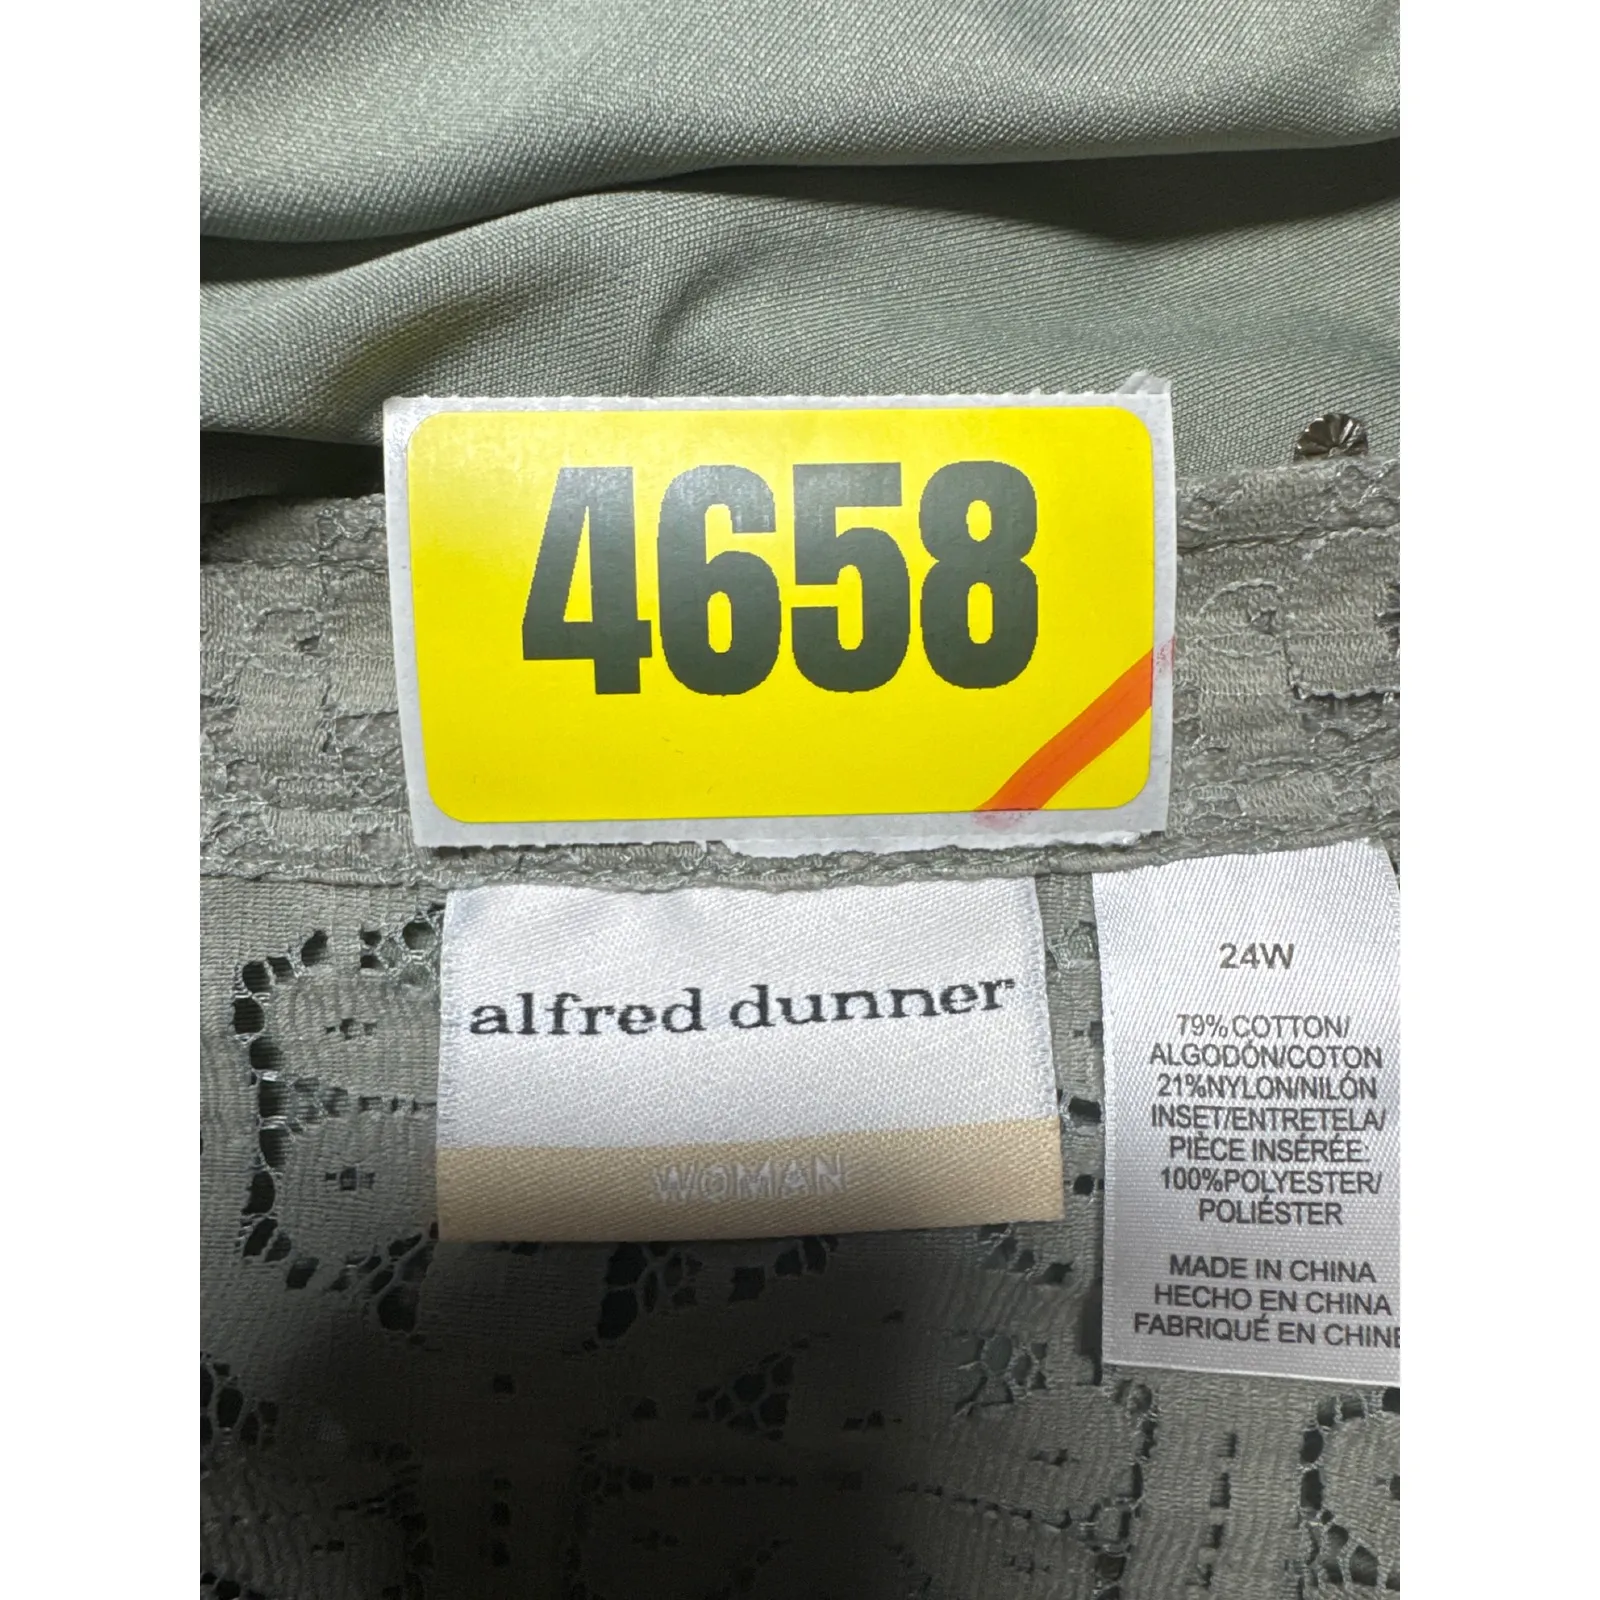 4658
alfred dunner
WOMAN
24W
79%COTTON/
ALGODÓN/COTON
21%NYLON/NILÓN
INSET/ENTRETELA/
PIÈCE INSÉRÉE:
100%POLYESTER/
POLIÉSTER
MADE IN CHINA
HECHO EN CHINA
FABRIQUÉ EN CHINE